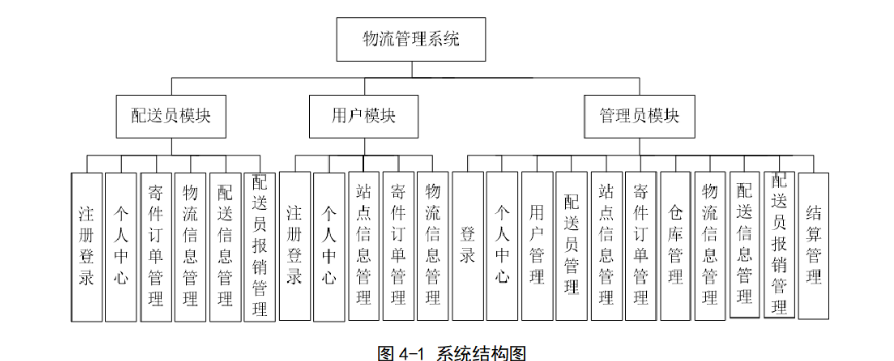 物流管理系统
配送员模块
用户模块
管理员模块
注册登录
个人中心
寄件订单管理
物流信息管理
配送信息管理
配送员报销管理
注册登录
个人中心
站点信息管理
寄件订单管理
物流信息管理
登录
个人中心
用户管理
配送员管理
站点信息管理
寄件订单管理
仓库管理
物流信息管理
配送信息管理
配送员报销管理
结算管理
图 4-1 系统结构图